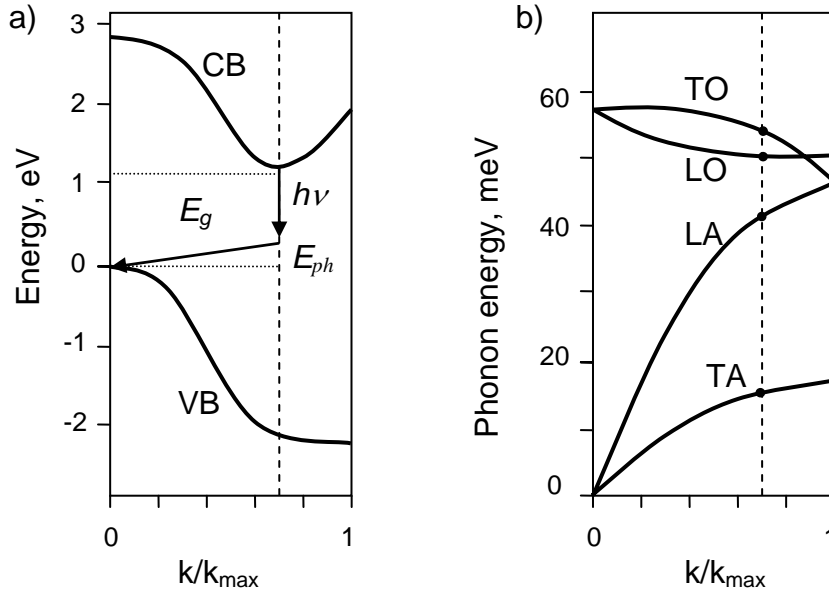 a)
Energy, eV
3
2
1
0
-1
-2
CB
hν
E_g
E_ph
VB
0
1
k/k_max
b)
Phonon energy, meV
60
40
20
0
TO
LO
LA
TA
0
1
k/k_max